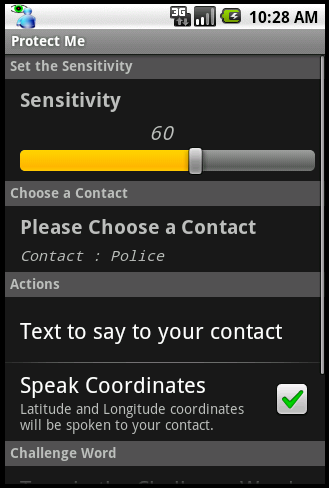 3G
10:28 AM
Protect Me
Set the Sensitivity
Sensitivity
60
Choose a Contact
Please Choose a Contact
Contact : Police
Actions
Text to say to your contact
Speak Coordinates
Latitude and Longitude coordinates
will be spoken to your contact.
Challenge Word